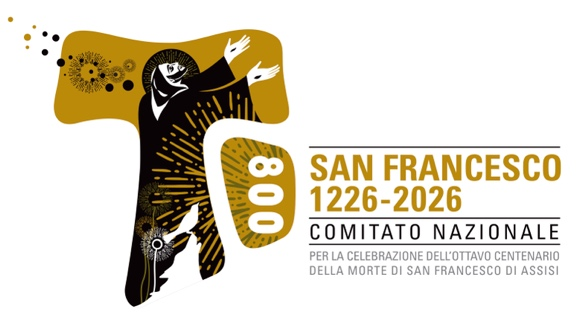 800
SAN FRANCESCO
1226-2026
COMITATO NAZIONALE
PER LA CELEBRAZIONE DELL'OTTAVO CENTENARIO
DELLA MORTE DI SAN FRANCESCO DI ASSISI